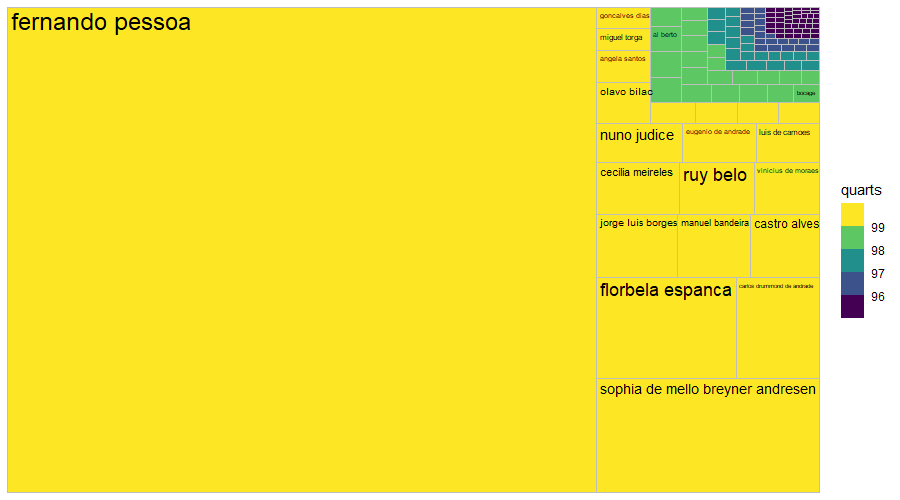 fernando pessoa
goncalves dias
miguel torga
al berto
angela santos
olavo bilac
bocage
nuno judice
eugenio de andrade
luis de camoes
cecilia meireles
ruy belo
vinicius de moraes
jorge luis borges
manuel bandeira
castro alves
florbela espanca
carlos drummond de andrade
sophia de mello breyner andresen
quarts
99
98
97
96